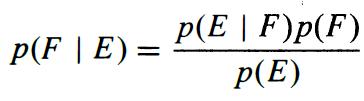 p(F | E) = p(E | F)p(F) / p(E)